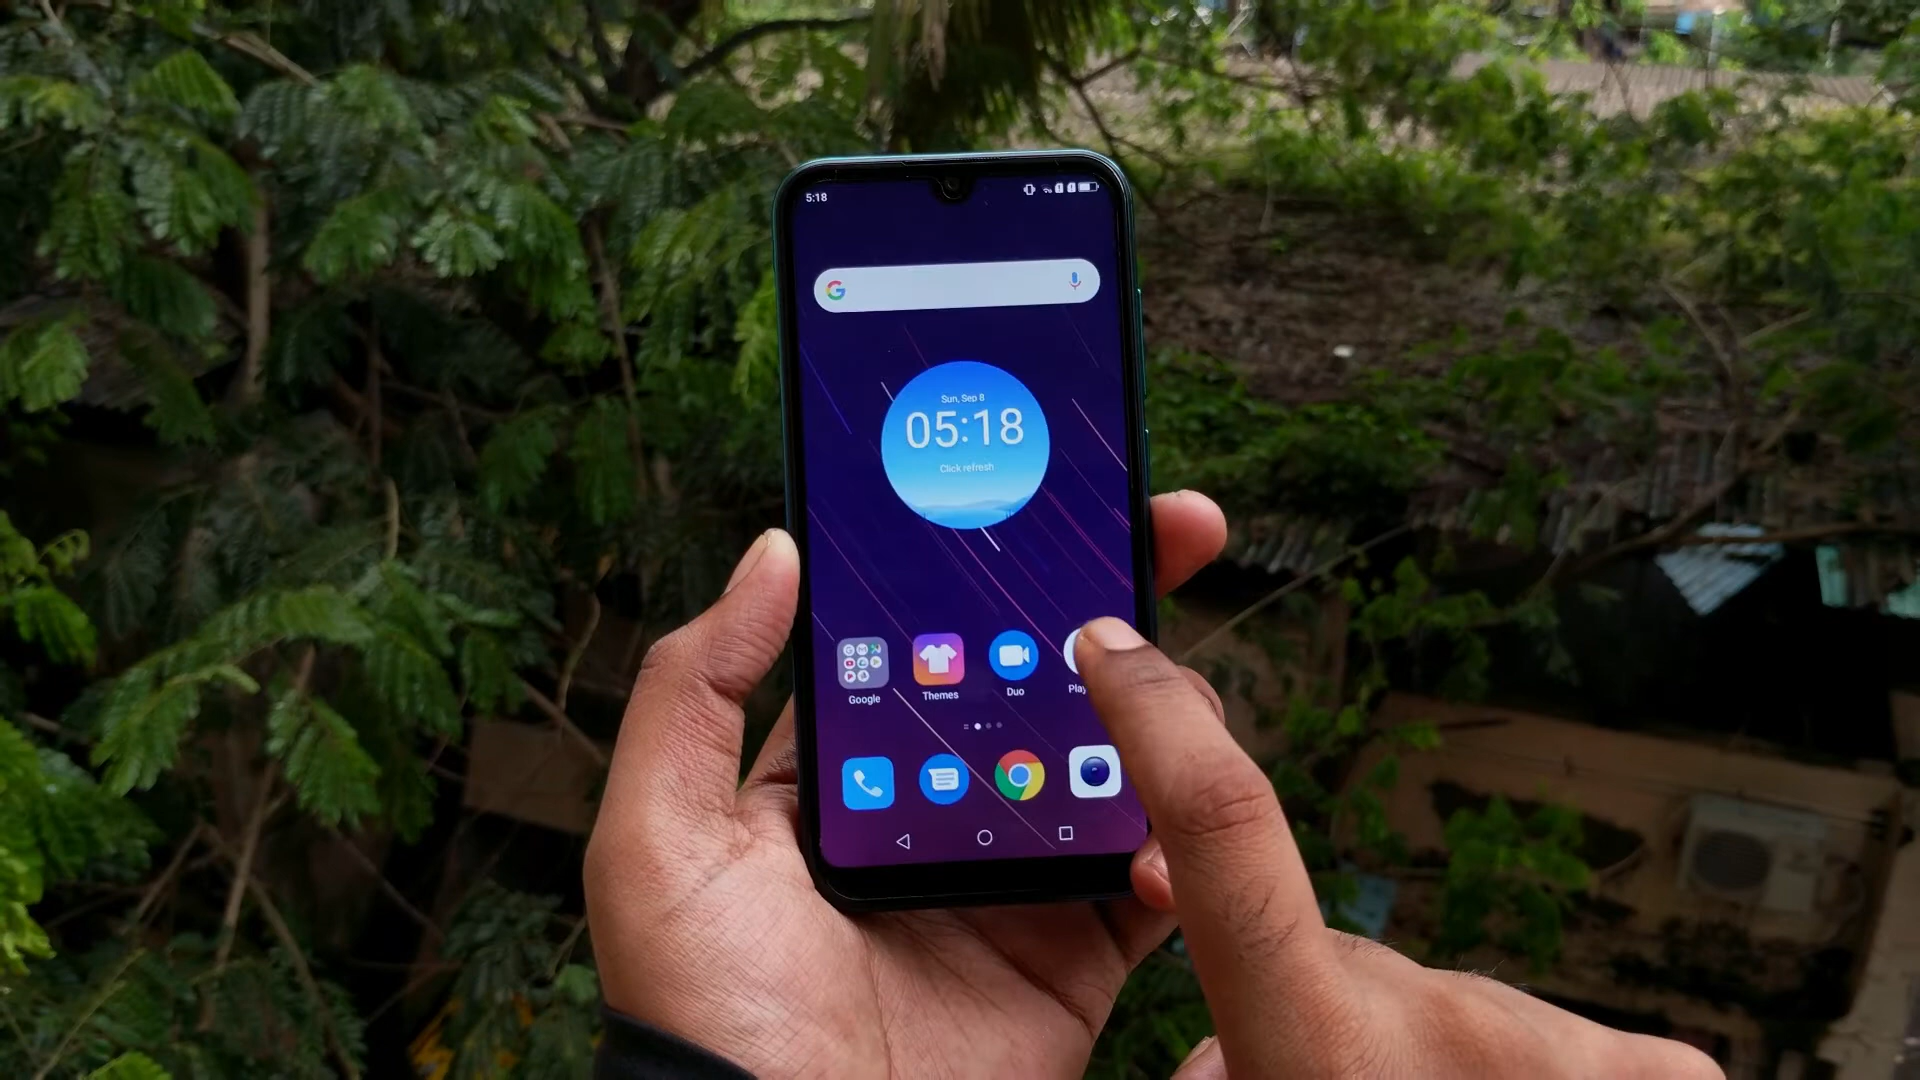 5:18
Sun, Sep 8
05:18
Click refresh
Google
Themes
Duo
Play